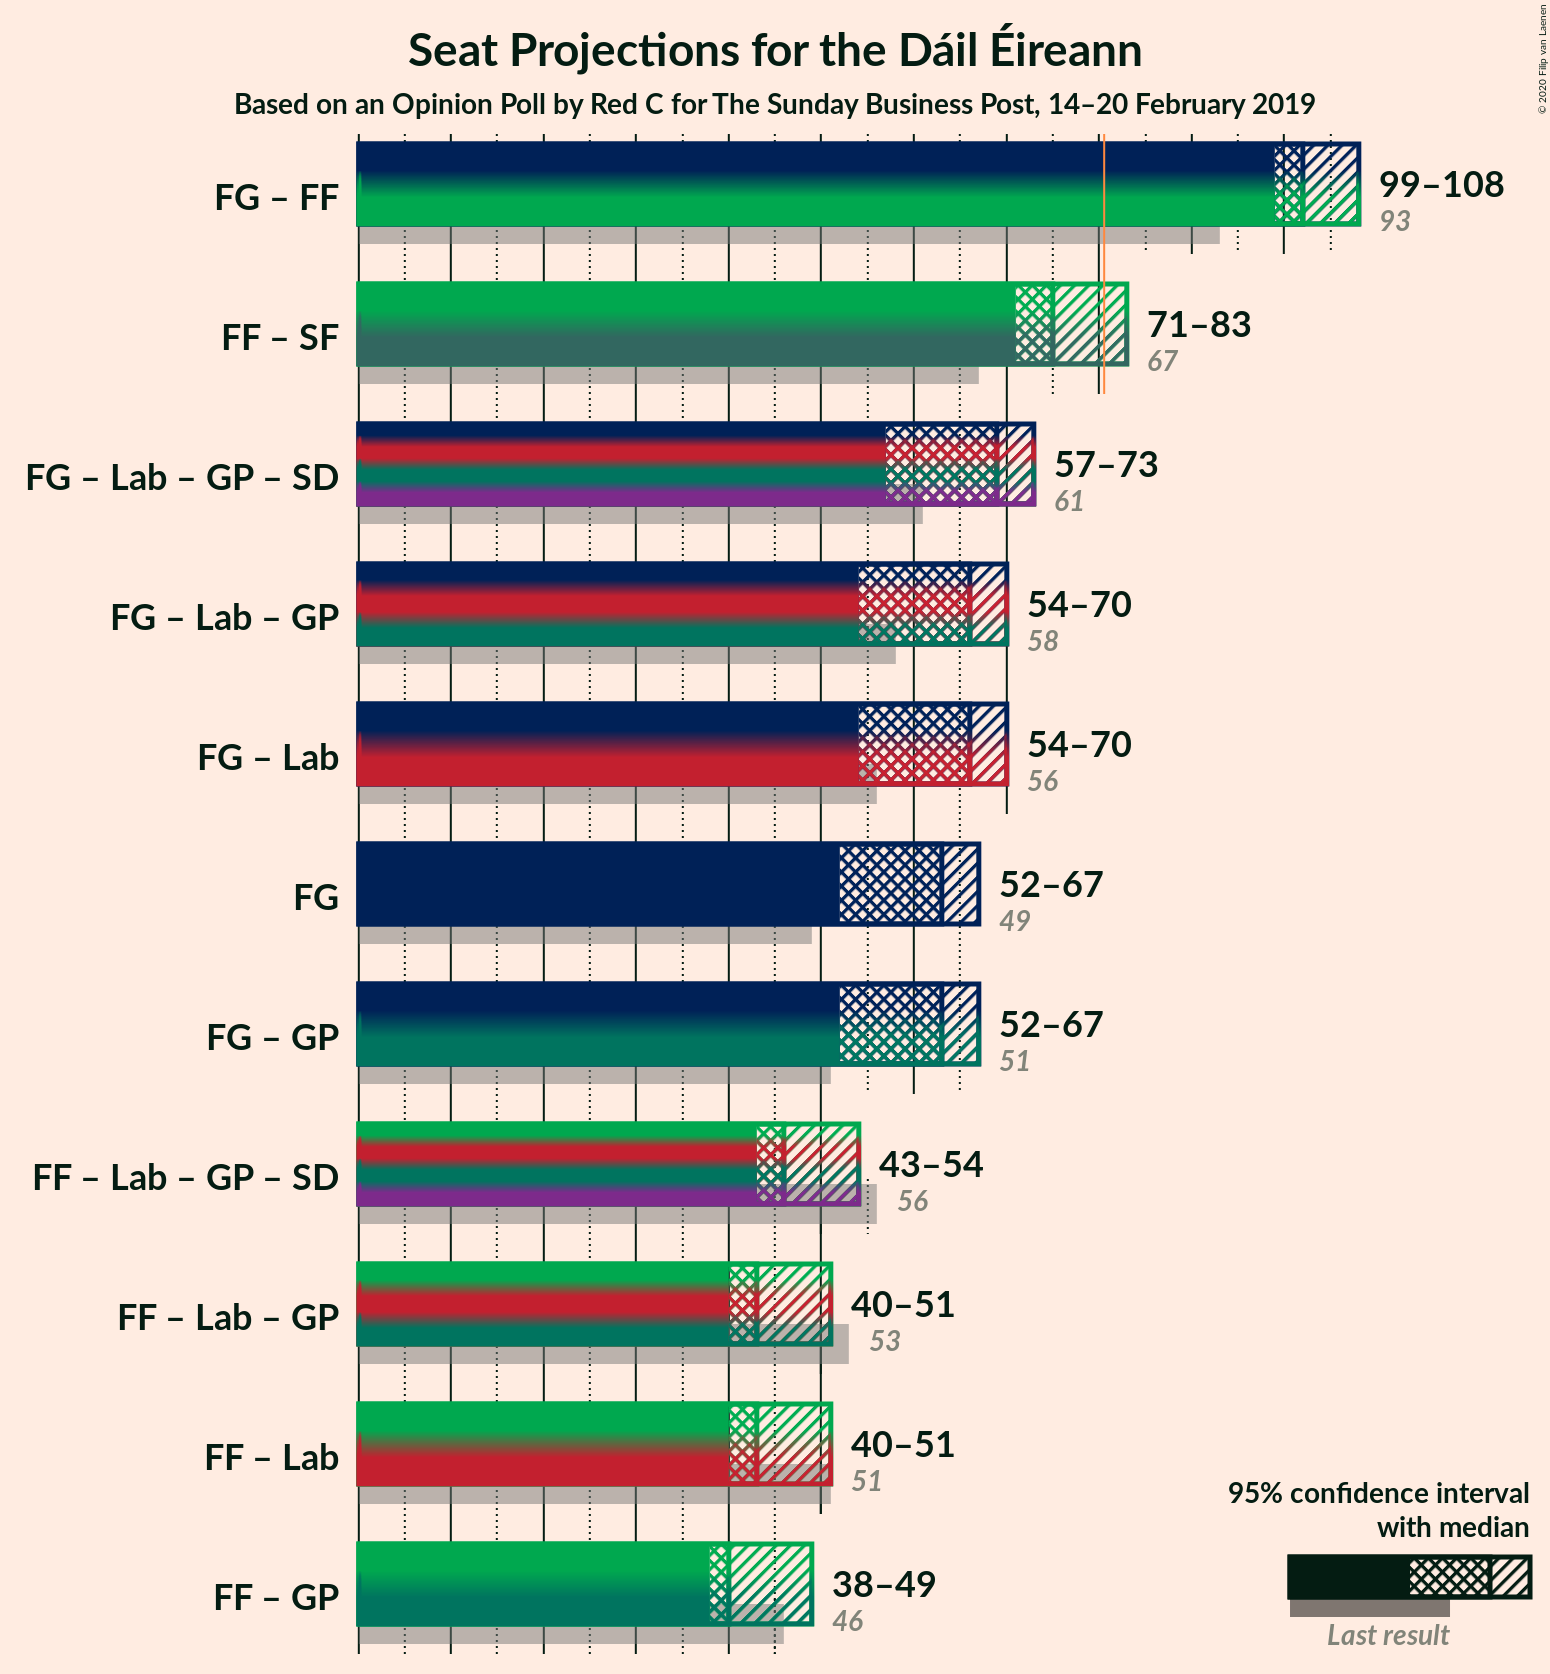 Seat Projections for the Dáil Éireann
Based on an Opinion Poll by Red C for The Sunday Business Post, 14–20 February 2019
© 2020 Filip van Laenen
FG – FF
99–108
93
FF – SF
71–83
67
FG – Lab – GP – SD
57–73
61
FG – Lab – GP
54–70
58
FG – Lab
54–70
56
FG
52–67
49
FG – GP
52–67
51
FF – Lab – GP – SD
43–54
56
FF – Lab – GP
40–51
53
FF – Lab
40–51
51
FF – GP
38–49
46
95% confidence interval
with median
Last result